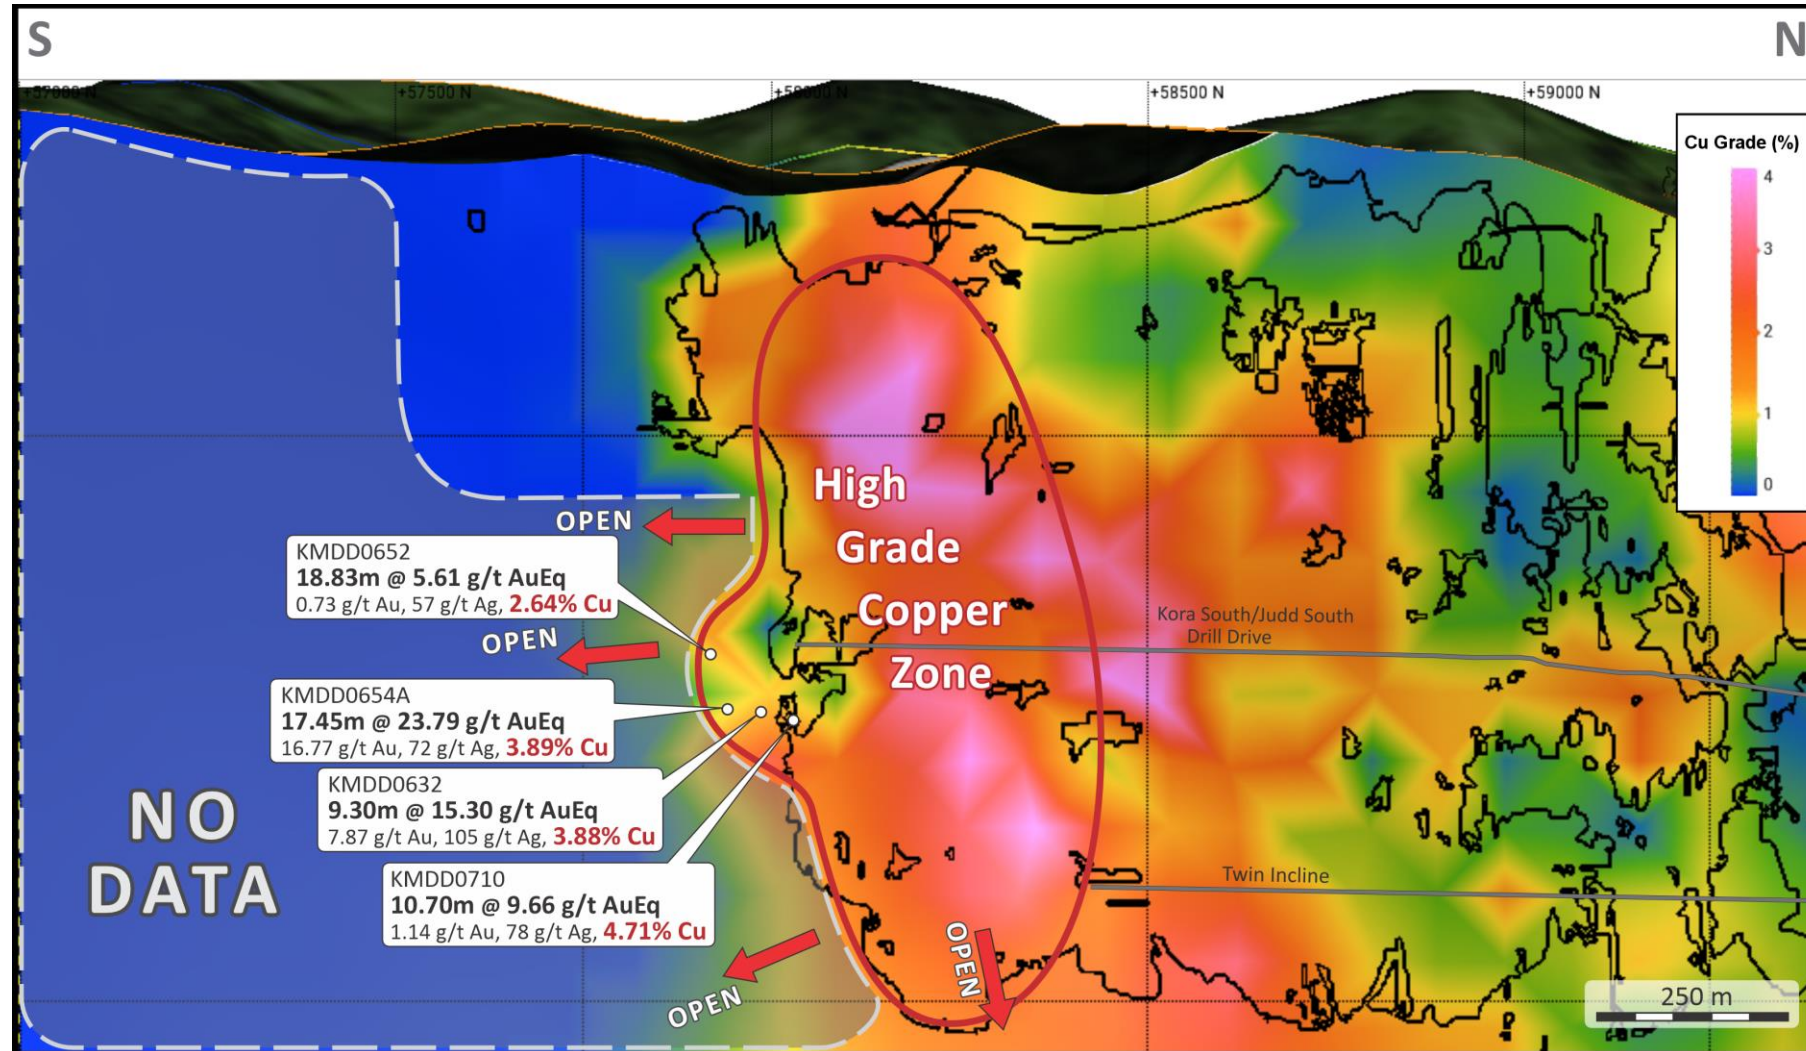 S
N
+57000 N
+57500 N
+58000 N
+58500 N
+59000 N
Cu Grade (%)
4
3
2
1
0
High
Grade
Copper
Zone
OPEN
KMDD0652
18.83m @ 5.61 g/t AuEq
0.73 g/t Au, 57 g/t Ag, 2.64% Cu
OPEN
Kora South/Judd South
Drill Drive
KMDD0654A
17.45m @ 23.79 g/t AuEq
16.77 g/t Au, 72 g/t Ag, 3.89% Cu
KMDD0632
9.30m @ 15.30 g/t AuEq
7.87 g/t Au, 105 g/t Ag, 3.88% Cu
NO
DATA
KMDD0710
10.70m @ 9.66 g/t AuEq
1.14 g/t Au, 78 g/t Ag, 4.71% Cu
Twin Incline
OPEN
OPEN
250 m